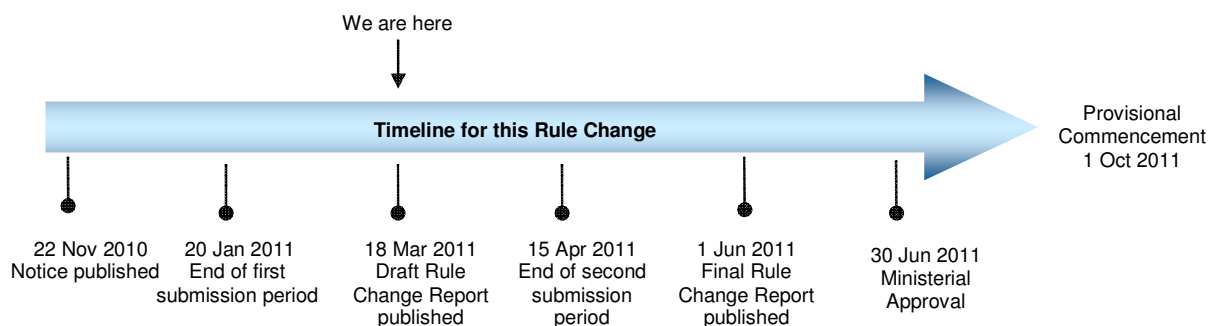 We are here
Timeline for this Rule Change
Provisional
Commencement
1 Oct 2011
22 Nov 2010
Notice published
20 Jan 2011
End of first
submission period
18 Mar 2011
Draft Rule
Change Report
published
15 Apr 2011
End of second
submission
period
1 Jun 2011
Final Rule
Change Report
published
30 Jun 2011
Ministerial
Approval